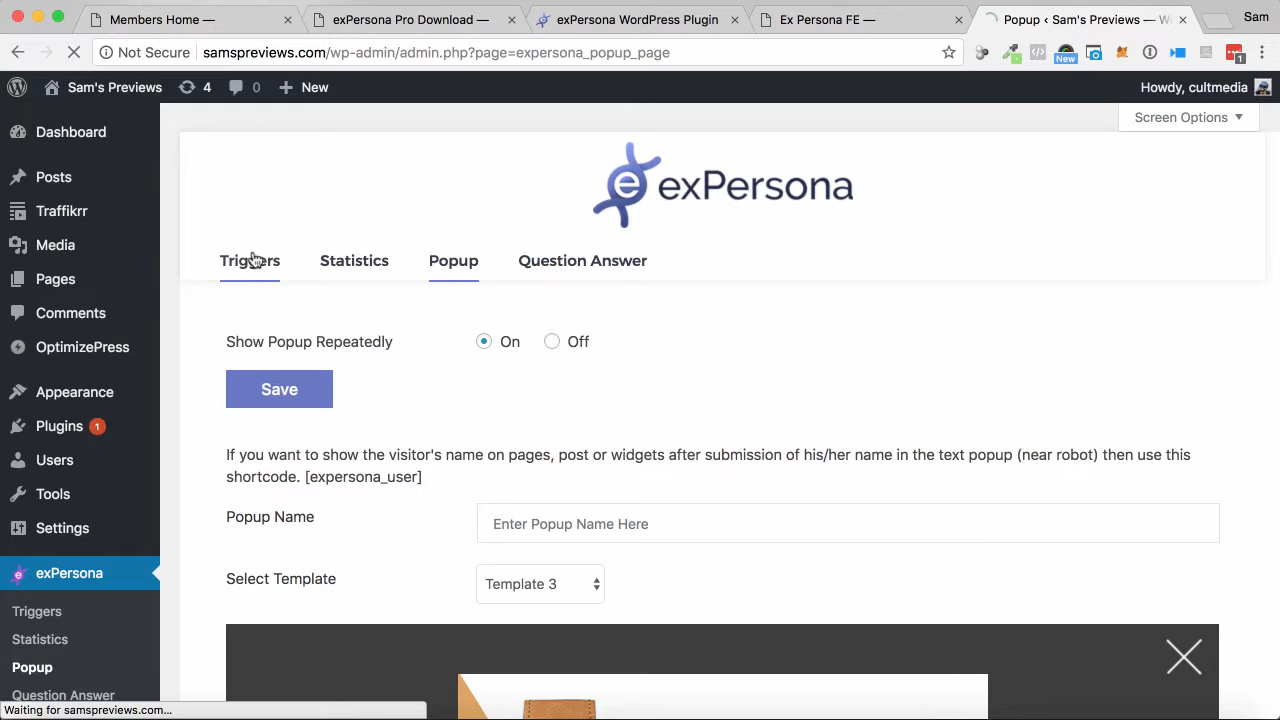 Members Home —
exPersona Pro Download —
exPersona WordPress Plugin
Ex Persona FE —
Popup ‹ Sam's Previews — W
Sam
Not Secure
samspreviews.com/wp-admin/admin.php?page=expersona_popup_page
New
1
Sam's Previews
4
0
New
Howdy, cultmedia
Screen Options
Dashboard
Posts
Traffikrr
Media
Pages
Comments
OptimizePress
Appearance
Plugins 1
Users
Tools
Settings
exPersona
Triggers
Statistics
Popup
Question Answer
e exPersona
Triggers
Statistics
Popup
Question Answer
Show Popup Repeatedly
On
Off
Save
If you want to show the visitor's name on pages, post or widgets after submission of his/her name in the text popup (near robot) then use this
shortcode. [expersona_user]
Popup Name
Enter Popup Name Here
Select Template
Template 3
Waiting for samspreviews.com...